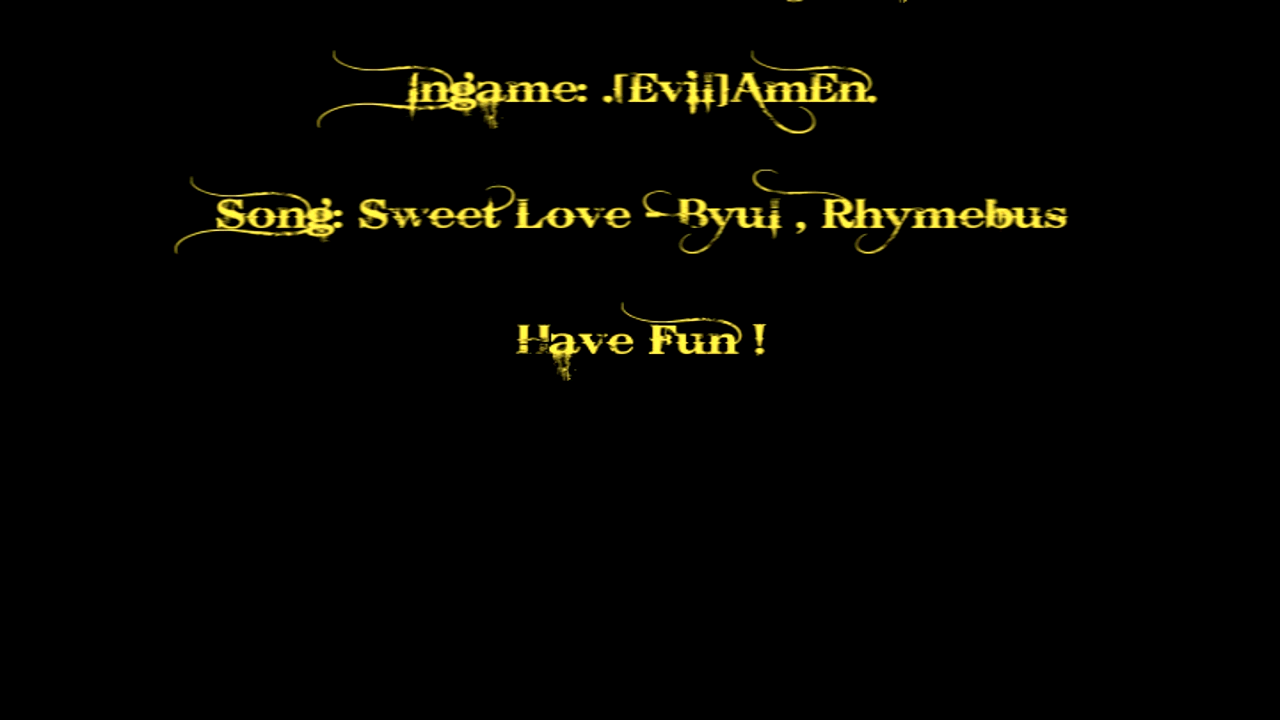 Ingame: .[Evil]AmEn.
Song: Sweet Love - Byul , Rhymebus
Have Fun !